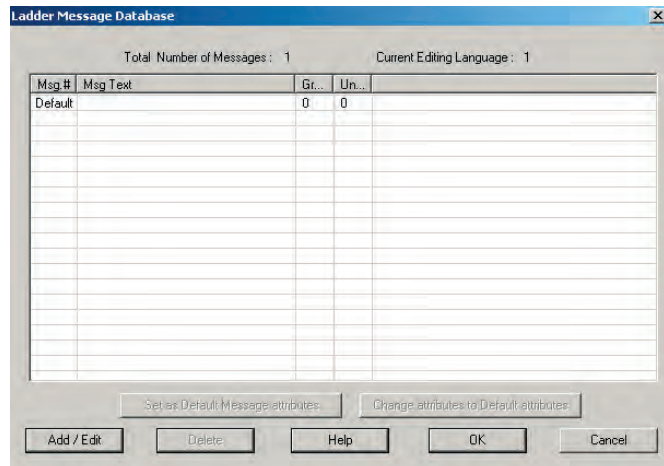 Ladder Message Database
Total Number of Messages : 1 Current Editing Language : 1
Msg.# Msg Text Gr... Un...
Default 0 0
Set as Default Message attributes Change attributes to Default attributes
Add / Edit Delete Help OK Cancel